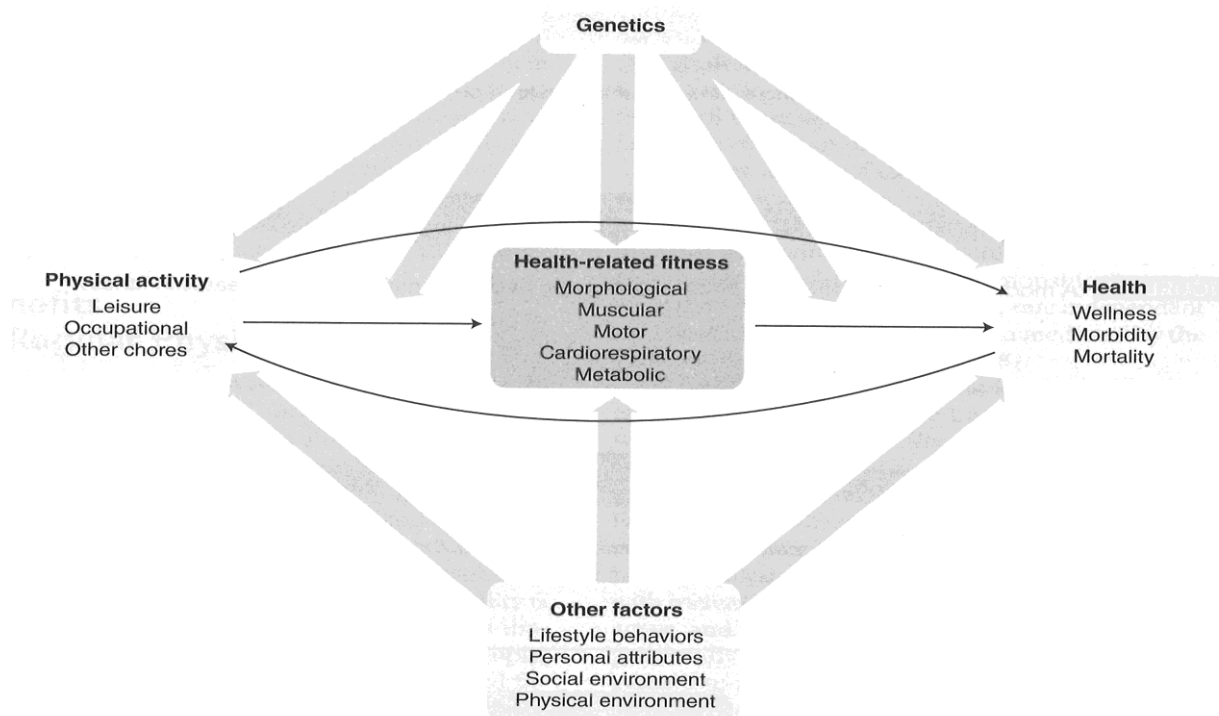 Genetics
Physical activity
Leisure
Occupational
Other chores
Health-related fitness
Morphological
Muscular
Motor
Cardiorespiratory
Metabolic
Health
Wellness
Morbidity
Mortality
Other factors
Lifestyle behaviors
Personal attributes
Social environment
Physical environment